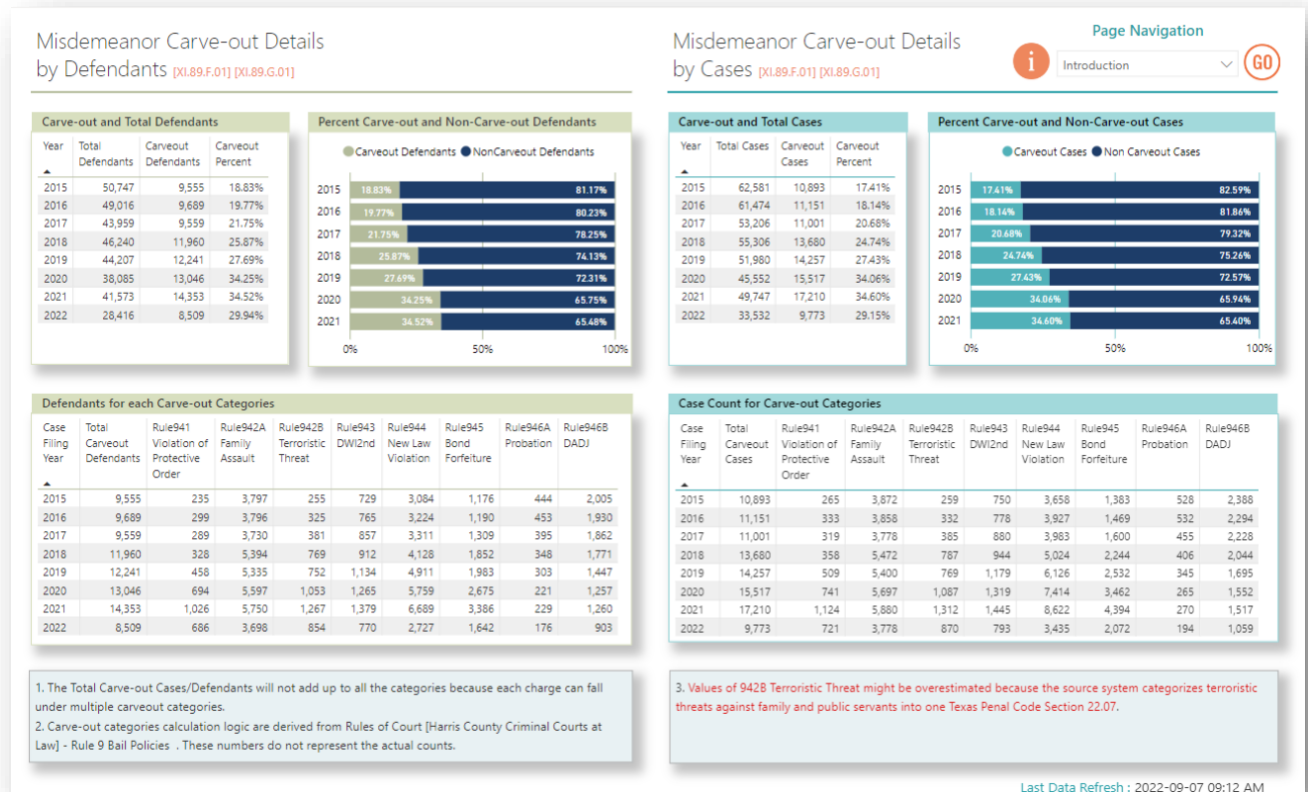 Misdemeanor Carve-out Details
by Defendants [XI.89.F.01] [XI.89.G.01]
Misdemeanor Carve-out Details
by Cases [XI.89.F.01] [XI.89.G.01]
Page Navigation
i
Introduction
GO
Carve-out and Total Defendants
Year Total Defendants Carveout Defendants Carveout Percent
2015 50,747 9,555 18.83%
2016 49,016 9,689 19.77%
2017 43,959 9,559 21.75%
2018 46,240 11,960 25.87%
2019 44,207 12,241 27.69%
2020 38,085 13,046 34.25%
2021 41,573 14,353 34.52%
2022 28,416 8,509 29.94%
Percent Carve-out and Non-Carve-out Defendants
Carveout Defendants NonCarveout Defendants
2015 18.83% 81.17%
2016 19.77% 80.23%
2017 21.75% 78.25%
2018 25.87% 74.13%
2019 27.69% 72.31%
2020 34.25% 65.75%
2021 34.52% 65.48%
0% 50% 100%
Carve-out and Total Cases
Year Total Cases Carveout Cases Carveout Percent
2015 62,581 10,893 17.41%
2016 61,474 11,151 18.14%
2017 53,206 11,001 20.68%
2018 55,306 13,680 24.74%
2019 51,980 14,257 27.43%
2020 45,552 15,517 34.06%
2021 49,747 17,210 34.60%
2022 33,532 9,773 29.15%
Percent Carve-out and Non-Carve-out Cases
Carveout Cases Non Carveout Cases
2015 17.41% 82.59%
2016 18.14% 81.86%
2017 20.68% 79.32%
2018 24.74% 75.26%
2019 27.43% 72.57%
2020 34.06% 65.94%
2021 34.60% 65.40%
0% 50% 100%
Defendants for each Carve-out Categories
Case Filing Year Total Carveout Defendants Rule941 Violation of Protective Order Rule942A Family Assault Rule942B Terroristic Threat Rule943 DWI2nd Rule944 New Law Violation Rule945 Bond Forfeiture Rule946A Probation Rule946B DADJ
2015 9,555 235 3,797 255 729 3,084 1,176 444 2,005
2016 9,689 299 3,796 325 765 3,224 1,190 453 1,930
2017 9,559 289 3,730 381 857 3,311 1,309 395 1,862
2018 11,960 328 5,394 769 912 4,128 1,852 348 1,771
2019 12,241 458 5,335 752 1,134 4,911 1,983 303 1,447
2020 13,046 694 5,597 1,053 1,265 5,759 2,675 221 1,257
2021 14,353 1,026 5,750 1,267 1,379 6,689 3,386 229 1,260
2022 8,509 686 3,698 854 770 2,727 1,642 176 903
Case Count for Carve-out Categories
Case Filing Year Total Carveout Cases Rule941 Violation of Protective Order Rule942A Family Assault Rule942B Terroristic Threat Rule943 DWI2nd Rule944 New Law Violation Rule945 Bond Forfeiture Rule946A Probation Rule946B DADJ
2015 10,893 265 3,872 259 750 3,658 1,383 528 2,388
2016 11,151 333 3,858 332 778 3,927 1,469 532 2,294
2017 11,001 319 3,778 385 880 3,983 1,600 455 2,228
2018 13,680 358 5,472 787 944 5,024 2,244 406 2,044
2019 14,257 509 5,400 769 1,179 6,126 2,532 345 1,695
2020 15,517 741 5,697 1,087 1,319 7,414 3,462 265 1,552
2021 17,210 1,124 5,880 1,312 1,445 8,622 4,394 270 1,517
2022 9,773 721 3,778 870 793 3,435 2,072 194 1,059
1. The Total Carve-out Cases/Defendants will not add up to all the categories because each charge can fall
under multiple carveout categories.
2. Carve-out categories calculation logic are derived from Rules of Court [Harris County Criminal Courts at
Law] - Rule 9 Bail Policies . These numbers do not represent the actual counts.
3. Values of 942B Terroristic Threat might be overestimated because the source system categorizes terroristic
threats against family and public servants into one Texas Penal Code Section 22.07.
Last Data Refresh : 2022-09-07 09:12 AM